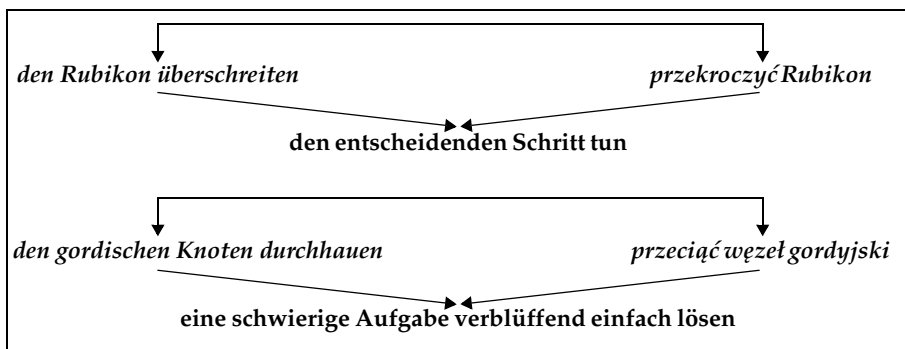 den Rubikon überschreiten przekroczyć Rubikon
den entscheidenden Schritt tun
den gordischen Knoten durchhauen przeciąć węzeł gordyjski
eine schwierige Aufgabe verblüffend einfach lösen